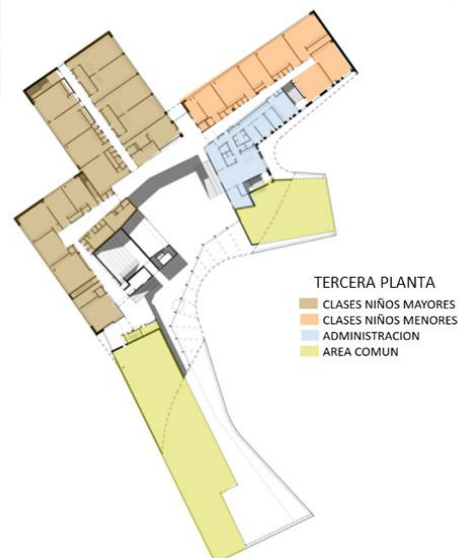 TERCERA PLANTA
CLASES NIÑOS MAYORES
CLASES NIÑOS MENORES
ADMINISTRACION
AREA COMUN